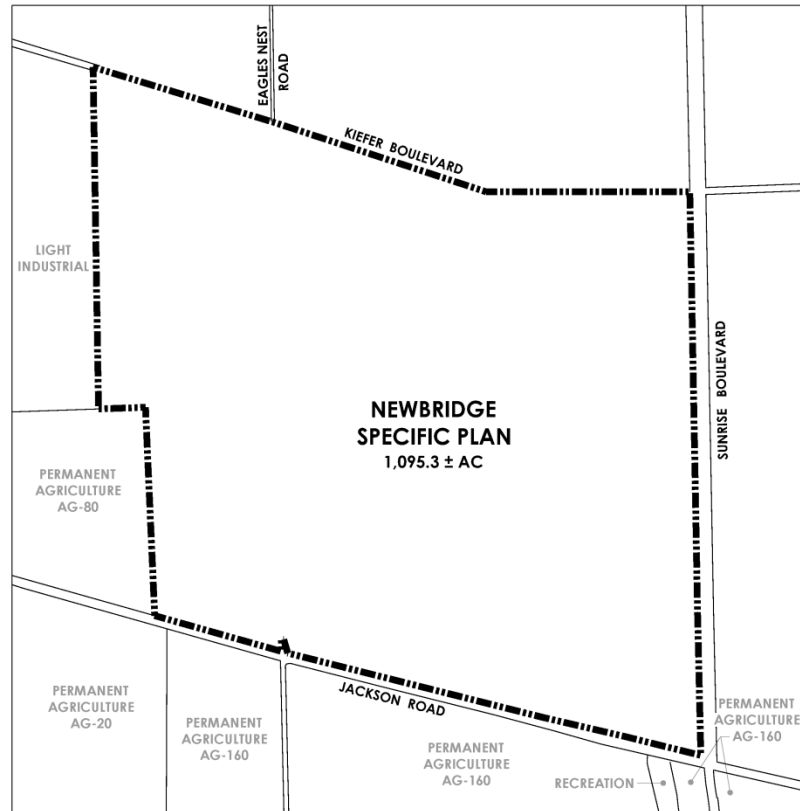 EAGLES NEST
ROAD
KIEFER BOULEVARD
LIGHT
INDUSTRIAL
SUNRISE BOULEVARD
NEWBRIDGE
SPECIFIC PLAN
1,095.3 ± AC
PERMANENT
AGRICULTURE
AG-80
PERMANENT
AGRICULTURE
AG-20
PERMANENT
AGRICULTURE
AG-160
JACKSON ROAD
PERMANENT
AGRICULTURE
AG-160
RECREATION
PERMANENT
AGRICULTURE
AG-160